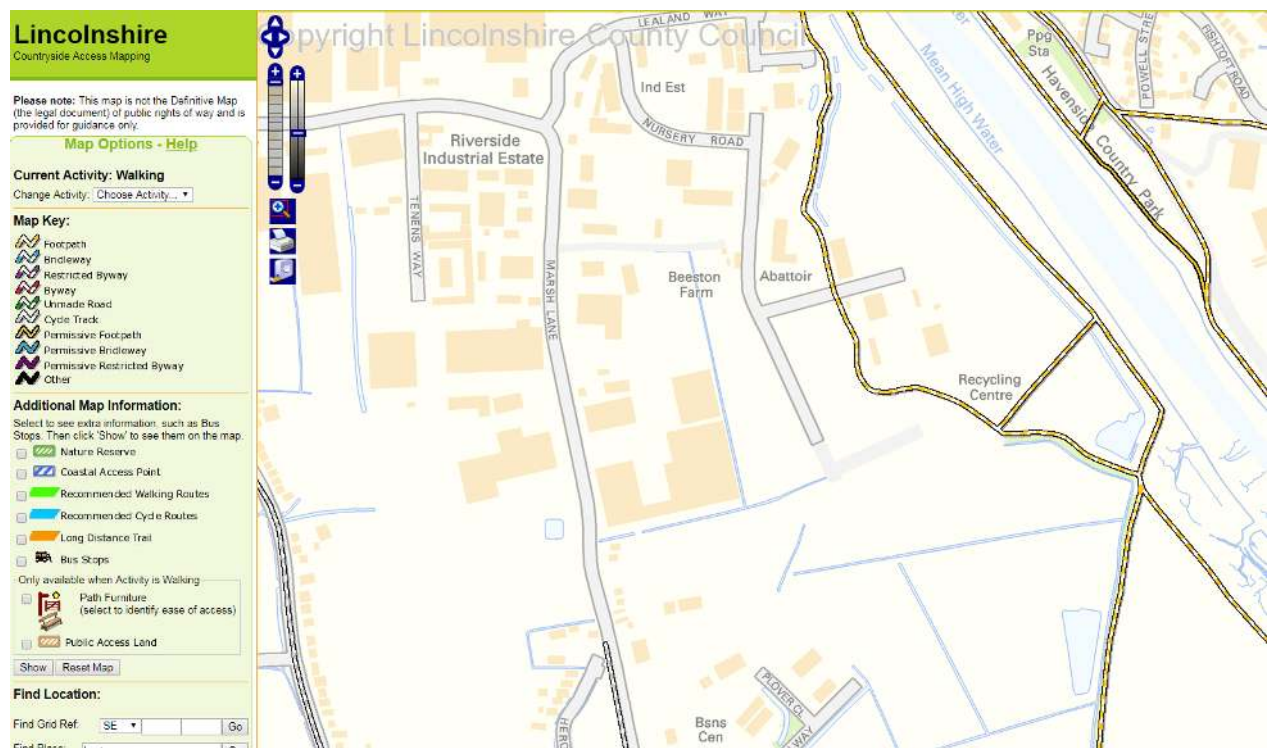 Lincolnshire
Countryside Access Mapping
Please note: This map is not the Definitive Map
(the legal document) of public rights of way and is
provided for guidance only.
Map Options - Help
Current Activity: Walking
Change Activity: Choose Activity...
Map Key:
Footpath
Bridleway
Restricted Byway
Byway
Unmade Road
Cycle Track
Permissive Footpath
Permissive Bridleway
Permissive Restricted Byway
Other
Additional Map Information:
Select to see extra information, such as Bus
Stops. Then click 'Show' to see them on the map.
Nature Reserve
Coastal Access Point
Recommended Walking Routes
Recommended Cycle Routes
Long Distance Trail
Bus Stops
Only available when Activity is Walking
Path Furniture
(select to identify ease of access)
Public Access Land
Show Reset Map
Find Location:
Find Grid Ref: SE Go
opyright Lincolnshire County Council
LEALAND WAY
Ind Est
NURSERY ROAD
Riverside
Industrial Estate
TENENS WAY
MARSH LANE
Beeston
Farm
Abattoir
Recycling
Centre
Mean High Water
Ppg
Sta
Havenside Country Park
POWELL STREE
FISHTOFT ROAD
PLOVER CL
WAY
Bsns
Cen
HERO